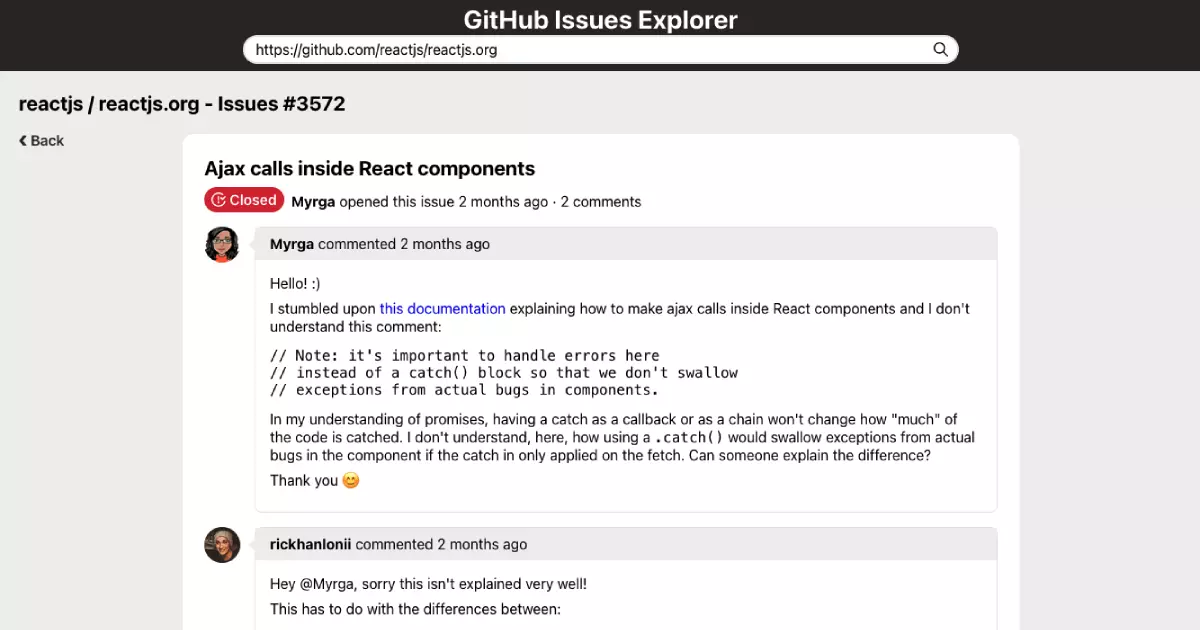 GitHub Issues Explorer
https://github.com/reactjs/reactjs.org
reactjs / reactjs.org - Issues #3572
Back
Ajax calls inside React components
Closed Myrga opened this issue 2 months ago · 2 comments
Myrga commented 2 months ago
Hello! :)
I stumbled upon this documentation explaining how to make ajax calls inside React components and I don't
understand this comment:
// Note: it's important to handle errors here
// instead of a catch() block so that we don't swallow
// exceptions from actual bugs in components.
In my understanding of promises, having a catch as a callback or as a chain won't change how "much" of
the code is catched. I don't understand, here, how using a .catch() would swallow exceptions from actual
bugs in the component if the catch in only applied on the fetch. Can someone explain the difference?
Thank you 😊
rickhanlonii commented 2 months ago
Hey @Myrga, sorry this isn't explained very well!
This has to do with the differences between: